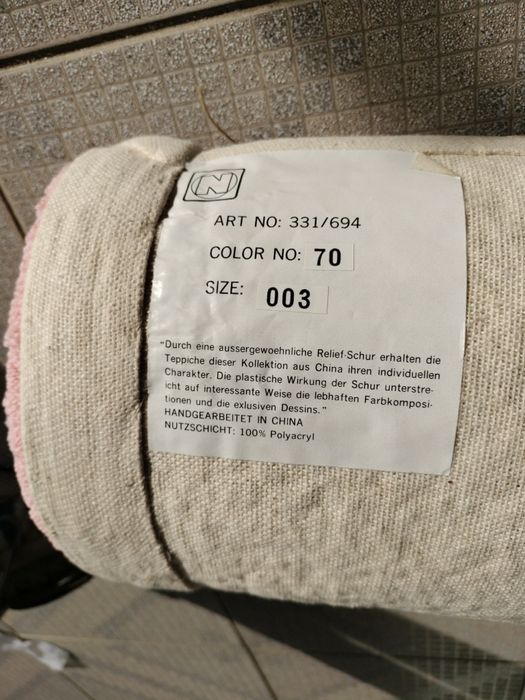 N
ART NO: 331/694
COLOR NO: 70
SIZE: 003
"Durch eine aussergewoehnliche Relief-Schur erhalten die
Teppiche dieser Kollektion aus China ihren individuellen
Charakter. Die plastische Wirkung der Schur unterstre-
icht auf interessante Weise die lebhaften Farbkomposi-
tionen und die exlusiven Dessins."
HANDGEARBEITET IN CHINA
NUTZSCHICHT: 100% Polyacryl